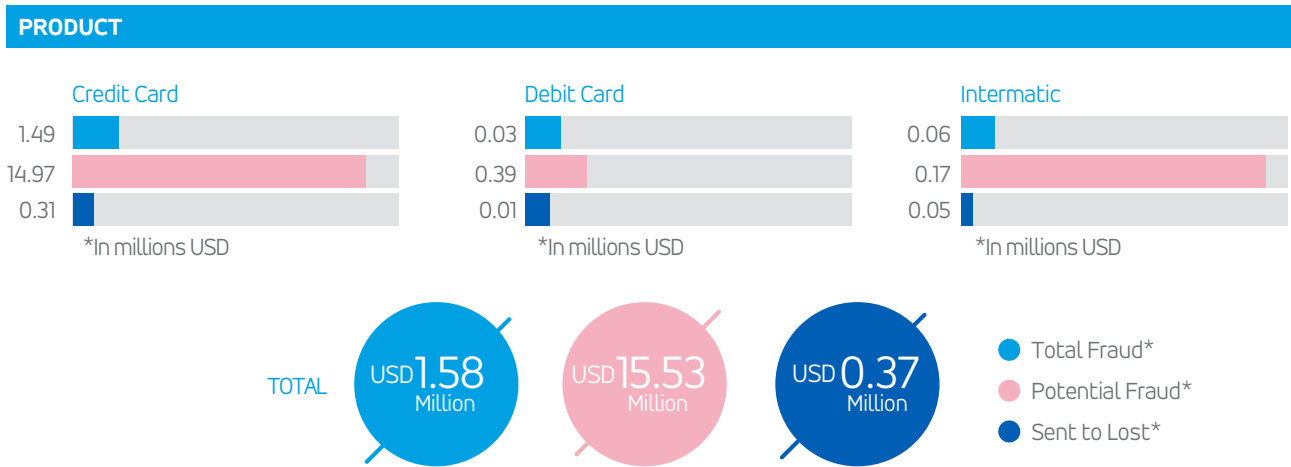 PRODUCT
Credit Card
1.49
14.97
0.31
*In millions USD
Debit Card
0.03
0.39
0.01
*In millions USD
Intermatic
0.06
0.17
0.05
*In millions USD
TOTAL
USD 1.58
Million
USD 15.53
Million
USD 0.37
Million
Total Fraud*
Potential Fraud*
Sent to Lost*